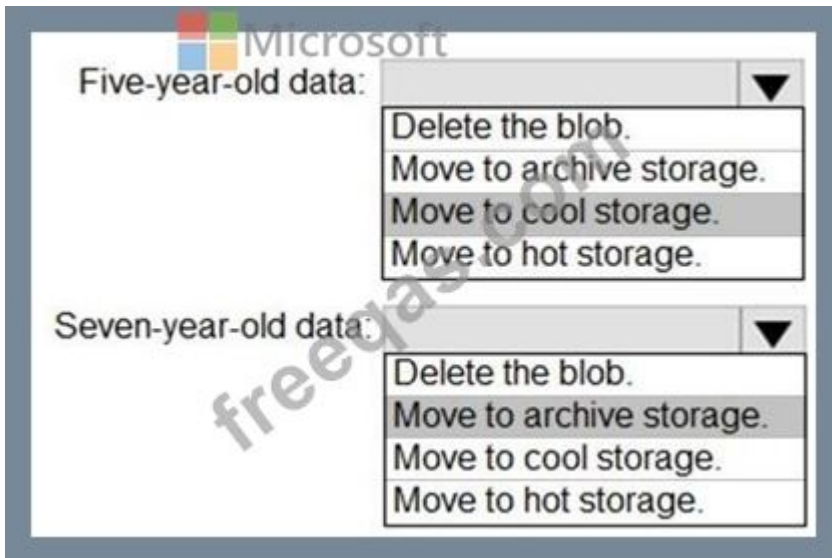 Microsoft
Five-year-old data:
Delete the blob.
Move to archive storage.
Move to cool storage.
Move to hot storage.
Seven-year-old data:
Delete the blob.
Move to archive storage.
Move to cool storage.
Move to hot storage.
freeqas.com